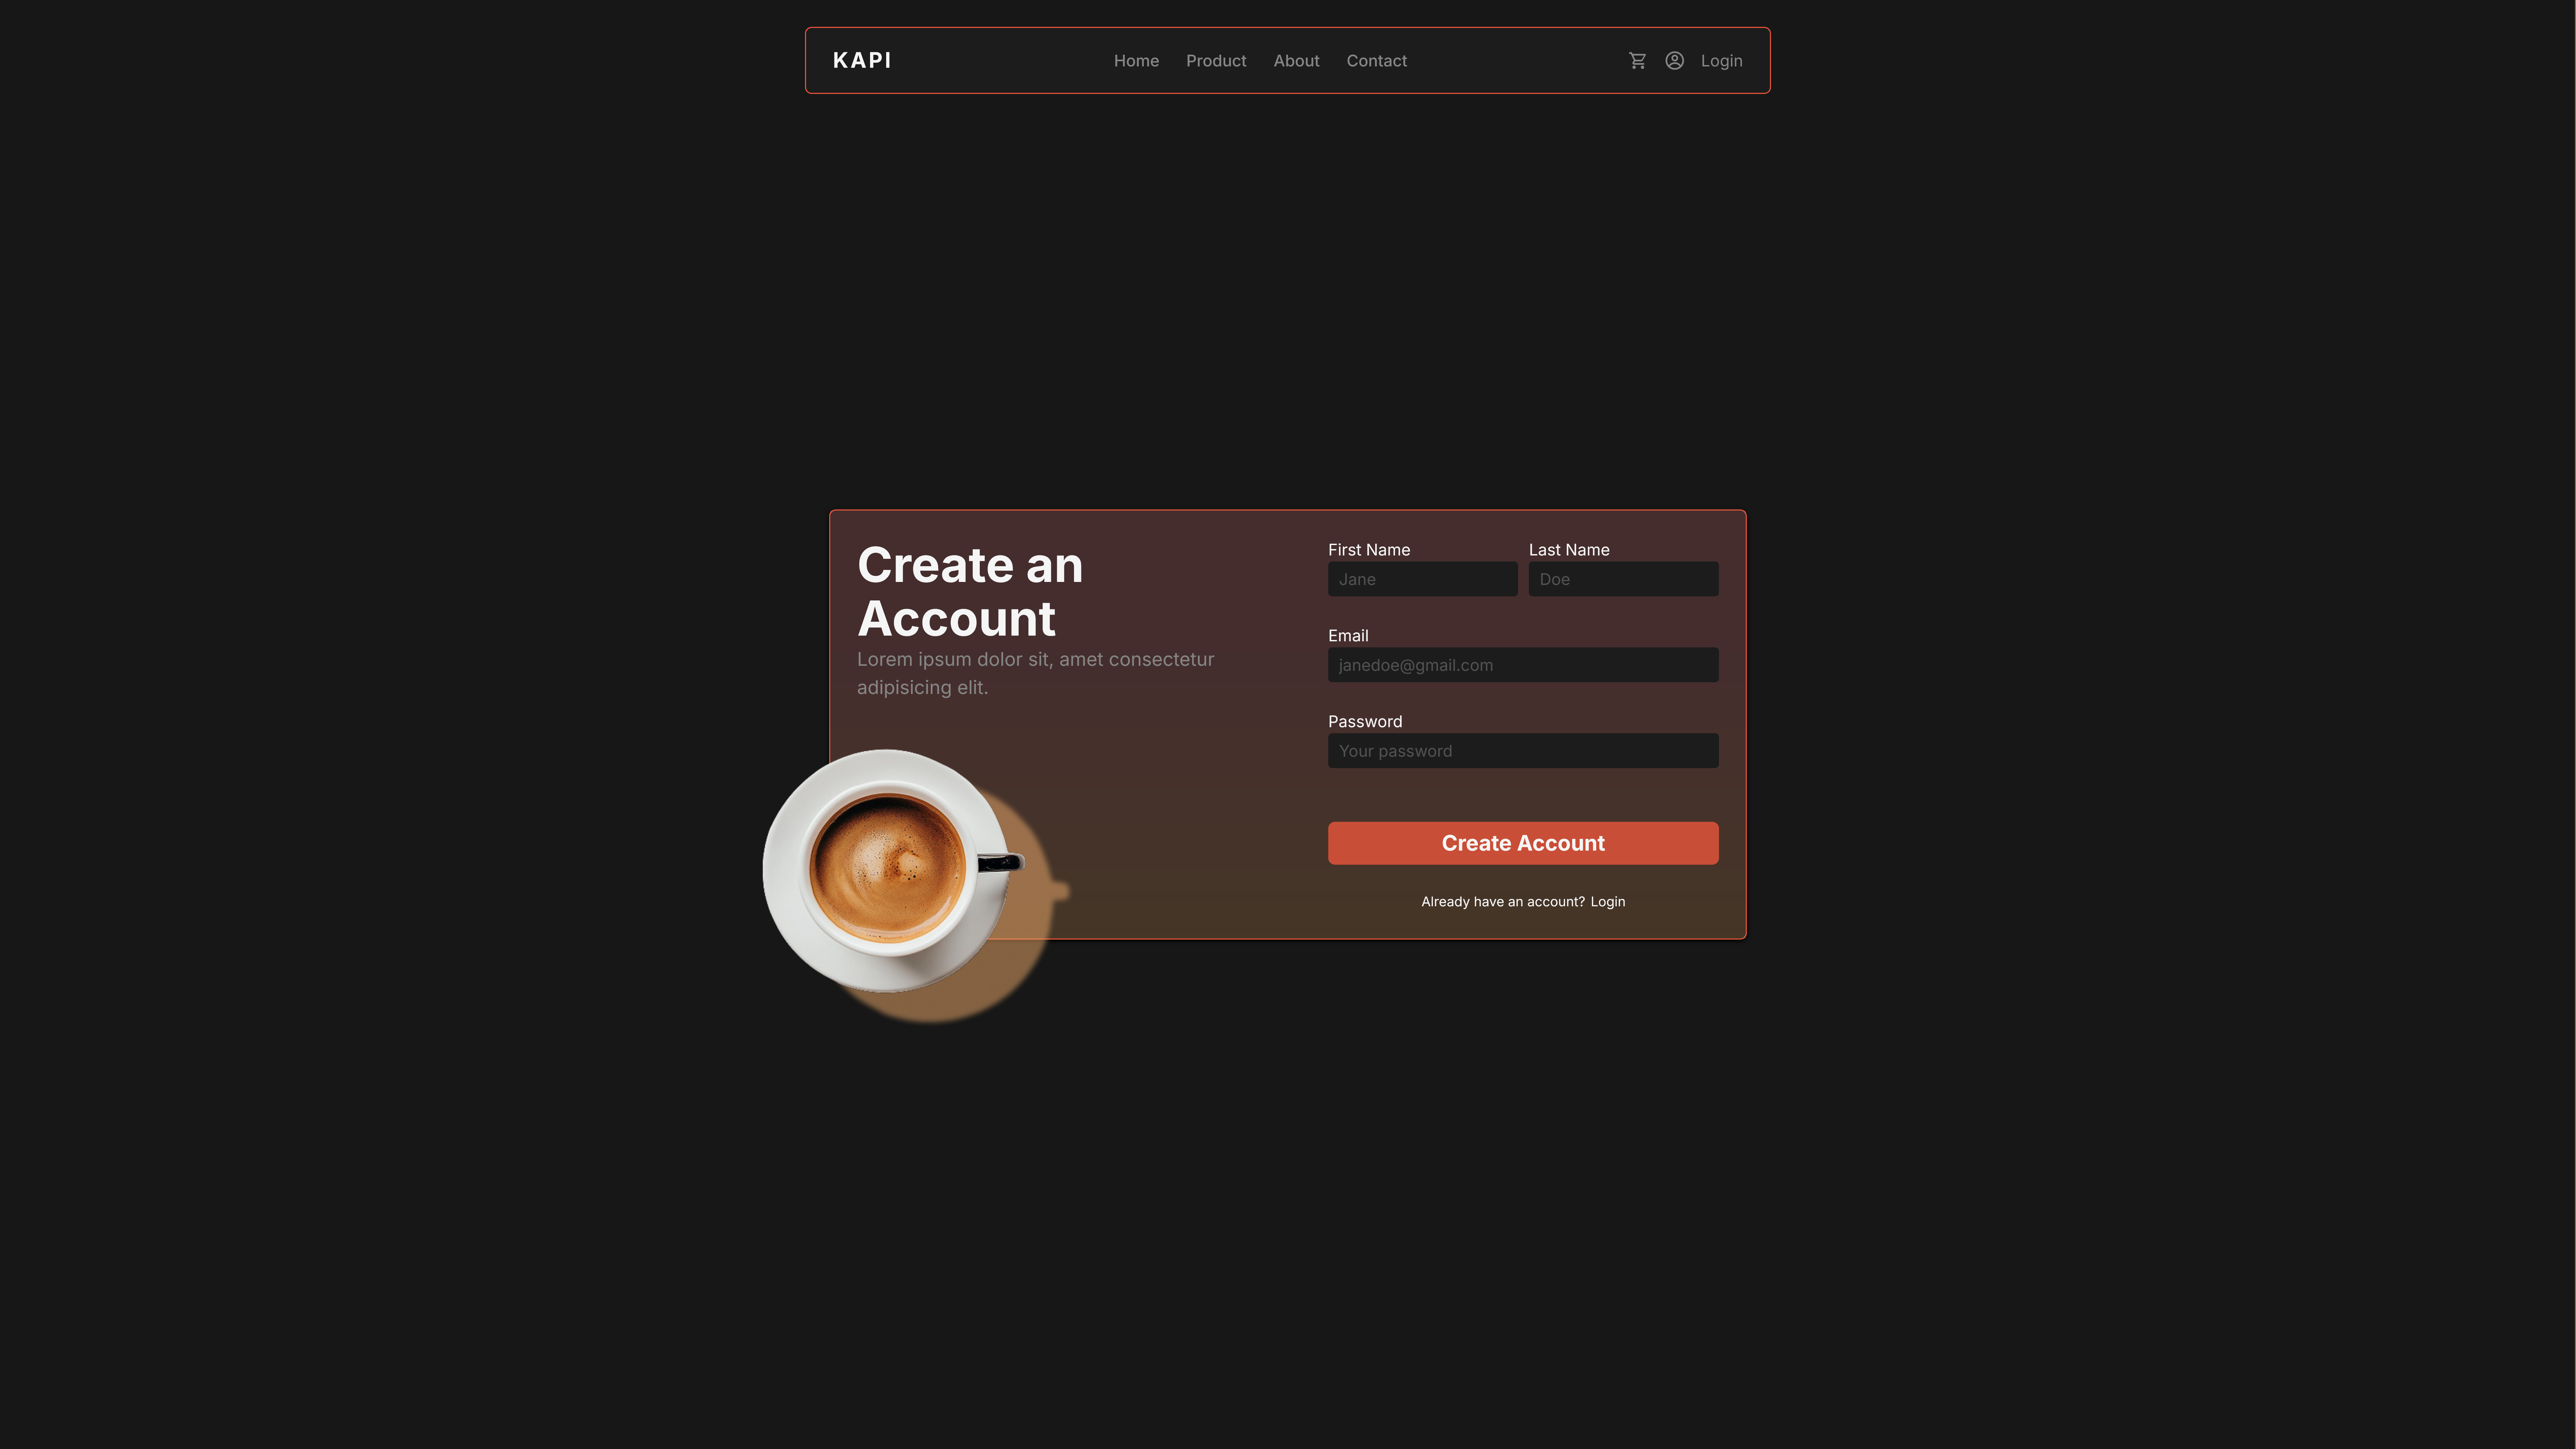 KAPI
Home Product About Contact
Login
Create an
Account
Lorem ipsum dolor sit, amet consectetur
adipisicing elit.
First Name
Last Name
Jane
Doe
Email
janedoe@gmail.com
Password
Your password
Create Account
Already have an account? Login